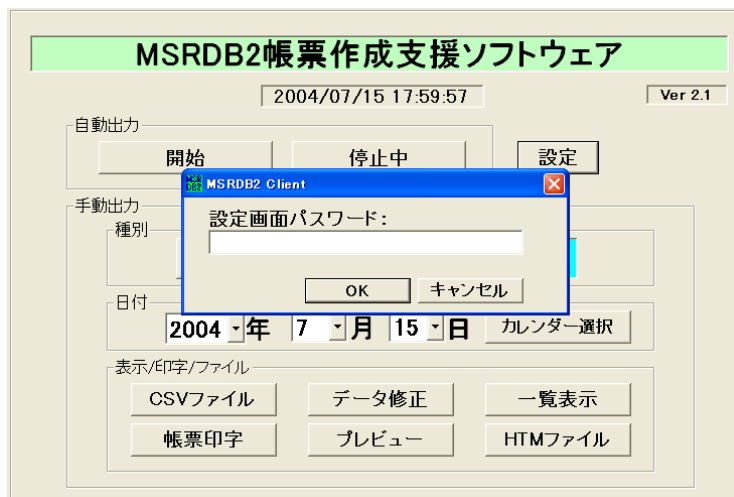 MSRDB2帳票作成支援ソフトウェア
2004/07/15 17:59:57
Ver 2.1
自動出力
開始
停止中
設定
MSR DB2 MSRDB2 Client
手動出力
種別
設定画面パスワード:
OK
キャンセル
日付
2004 年 7 月 15 日 カレンダー選択
表示/印字/ファイル
CSVファイル
データ修正
一覧表示
帳票印字
プレビュー
HTMファイル